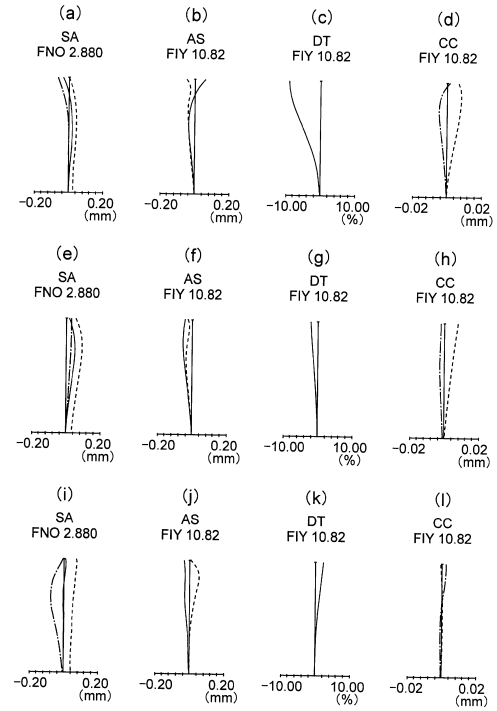 (a)
SA
FNO 2.880
−0.20 0.20
(mm)
(b)
AS
FIY 10.82
−0.20 0.20
(mm)
(c)
DT
FIY 10.82
−10.00 10.00
(%)
(d)
CC
FIY 10.82
−0.02 0.02
(mm)
(e)
SA
FNO 2.880
−0.20 0.20
(mm)
(f)
AS
FIY 10.82
−0.20 0.20
(mm)
(g)
DT
FIY 10.82
−10.00 10.00
(%)
(h)
CC
FIY 10.82
−0.02 0.02
(mm)
(i)
SA
FNO 2.880
−0.20 0.20
(mm)
(j)
AS
FIY 10.82
−0.20 0.20
(mm)
(k)
DT
FIY 10.82
−10.00 10.00
(%)
(l)
CC
FIY 10.82
−0.02 0.02
(mm)